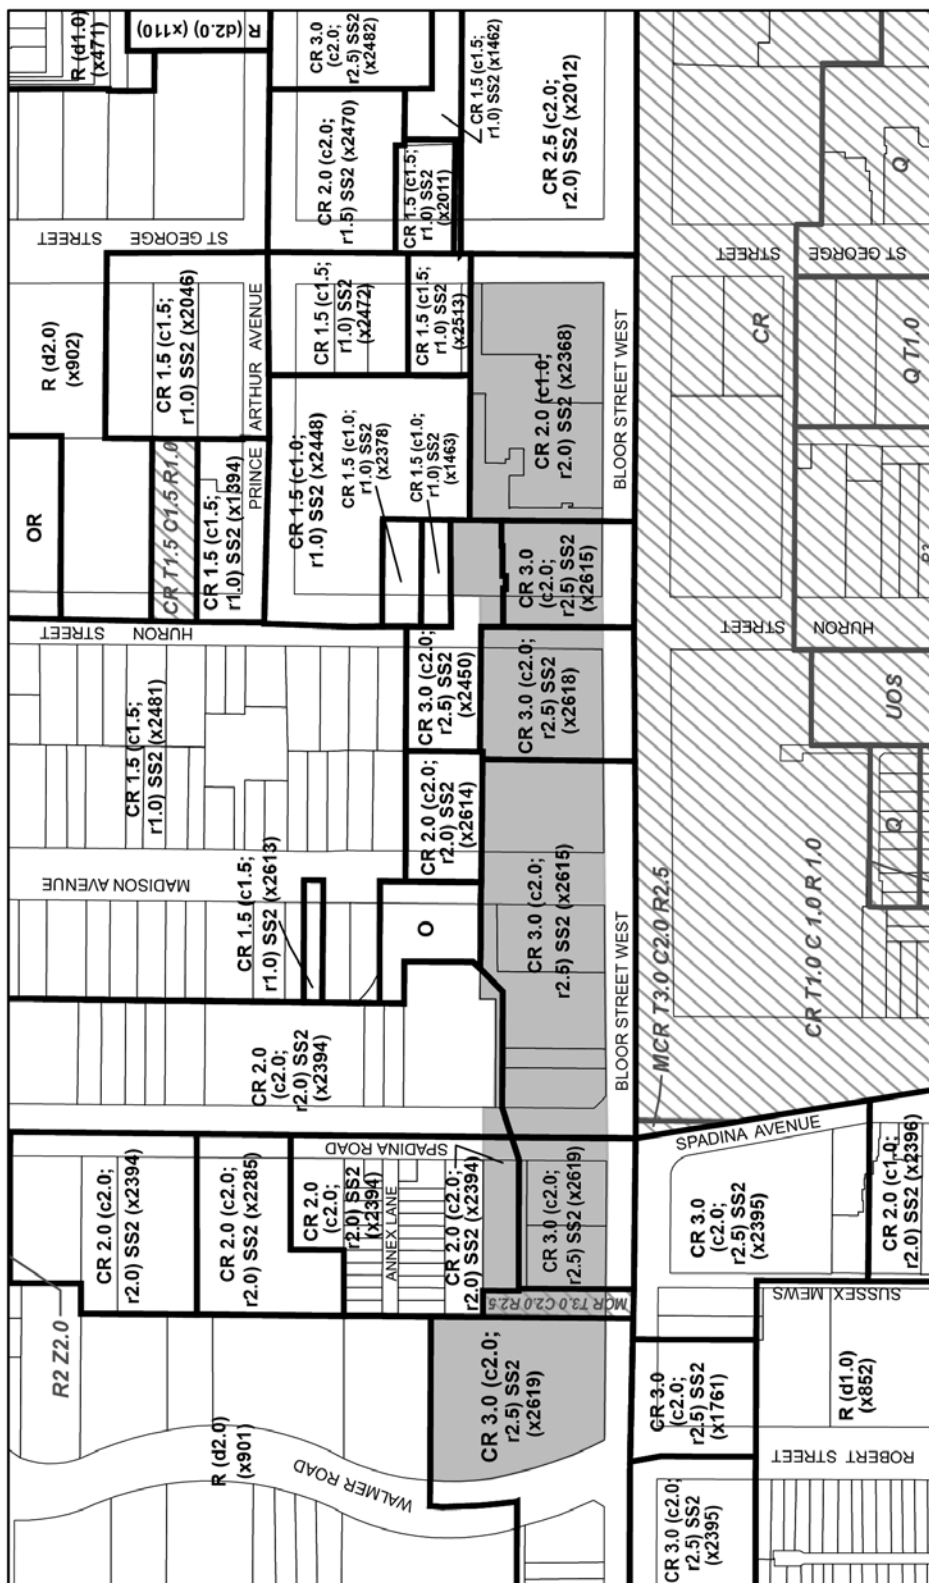 R (d1.0)
(x471)
R (d2.0) (x110)
CR 3.0
(c2.0;
r2.5) SS2
(x2482)
CR 1.5 (c1.5;
r1.0) SS2 (x1462)
CR 2.0 (c2.0;
r1.5) SS2 (x2470)
CR 1.5 (c1.5;
r1.0) SS2
(x2011)
CR 2.5 (c2.0;
r2.0) SS2 (x2012)
Q
ST GEORGE STREET
STREET
ST GEORGE
R (d2.0)
(x902)
CR 1.5 (c1.5;
r1.0) SS2 (x2046)
PRINCE ARTHUR AVENUE
CR 1.5 (c1.5;
r1.0) SS2
(x2472)
CR 1.5 (c1.5;
r1.0) SS2
(x2513)
CR 2.0 (c1.0;
r2.0) SS2 (x2368)
BLOOR STREET WEST
CR
Q T1.0
OR
CR T1.5 C1.5 R1.0
CR 1.5 (c1.5;
r1.0) SS2 (x1394)
CR 1.5 (c1.0;
r1.0) SS2 (x2448)
CR 1.5 (c1.0;
r1.0) SS2
(x2378)
CR 1.5 (c1.0;
r1.0) SS2
(x1463)
CR 3.0
(c2.0;
r2.5) SS2
(x2615)
HURON STREET
STREET
HURON
CR 1.5 (c1.5;
r1.0) SS2 (x2481)
CR 3.0 (c2.0;
r2.5) SS2
(x2450)
CR 3.0 (c2.0;
r2.5) SS2
(x2618)
UOS
CR 2.0 (c2.0;
r2.0) SS2
(x2614)
Q
MADISON AVENUE
CR 1.5 (c1.5;
r1.0) SS2 (x2613)
O
CR 3.0 (c2.0;
r2.5) SS2 (x2615)
BLOOR STREET WEST
MCR T3.0 C2.0 R2.5
CR T1.0 C1.0 R1.0
CR 2.0
(c2.0;
r2.0) SS2
(x2394)
SPADINA ROAD
SPADINA AVENUE
CR 2.0 (c2.0;
r2.0) SS2 (x2394)
CR 2.0 (c2.0;
r2.0) SS2 (x2285)
CR 2.0
(c2.0;
r2.0) SS2
(x2394)
ANNEX LANE
CR 2.0 (c2.0;
r2.0) SS2 (x2394)
CR 3.0 (c2.0;
r2.5) SS2 (x2619)
MCR T3.0 C2.0 R2.5
CR 3.0
(c2.0;
r2.5) SS2
(x2395)
CR 2.0 (c1.0;
r2.0) SS2 (x2396)
SUSSEX MEWS
R2 Z2.0
R (d2.0)
(x901)
WALMER ROAD
CR 3.0 (c2.0;
r2.5) SS2
(x2619)
CR 3.0
(c2.0;
r2.5) SS2
(x1761)
R (d1.0)
(x852)
ROBERT STREET
CR 3.0 (c2.0;
r2.5) SS2
(x2395)